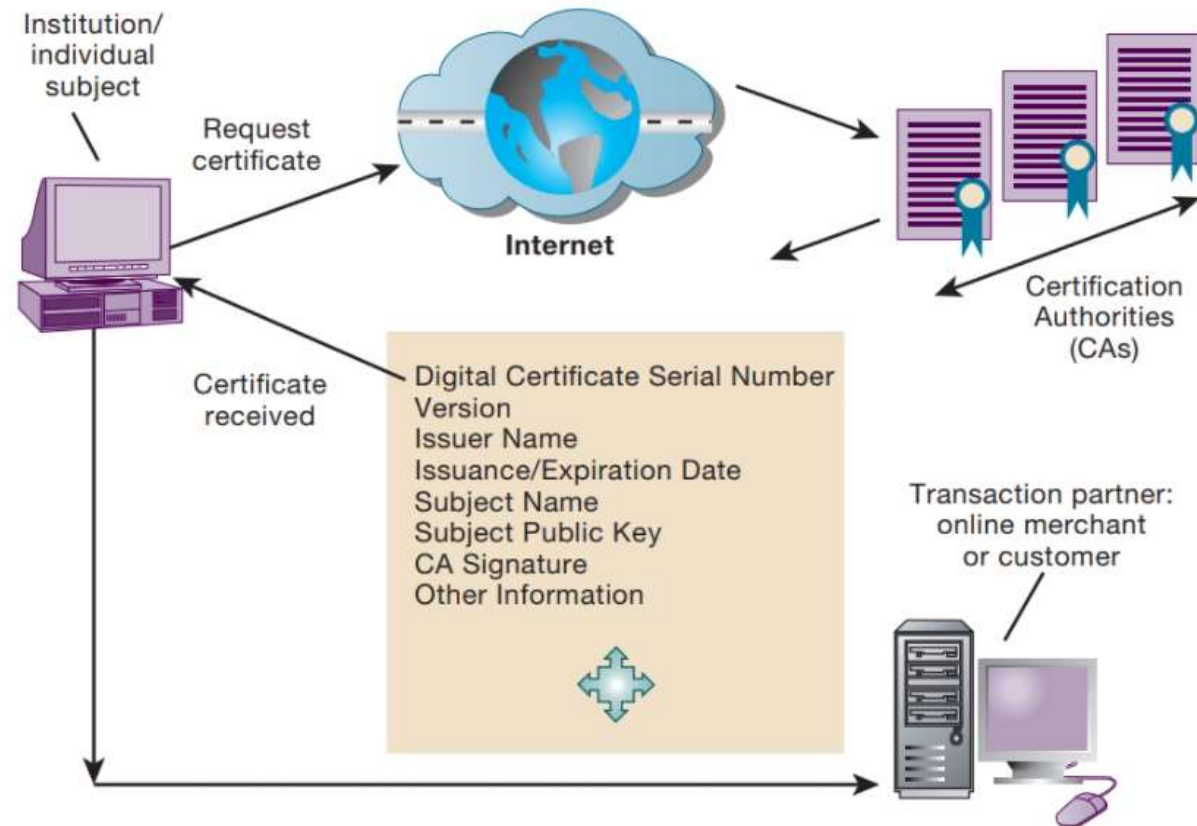 Institution/
individual
subject
Request
certificate
Internet
Certification
Authorities
(CAs)
Certificate
received
Digital Certificate Serial Number
Version
Issuer Name
Issuance/Expiration Date
Subject Name
Subject Public Key
CA Signature
Other Information
Transaction partner:
online merchant
or customer